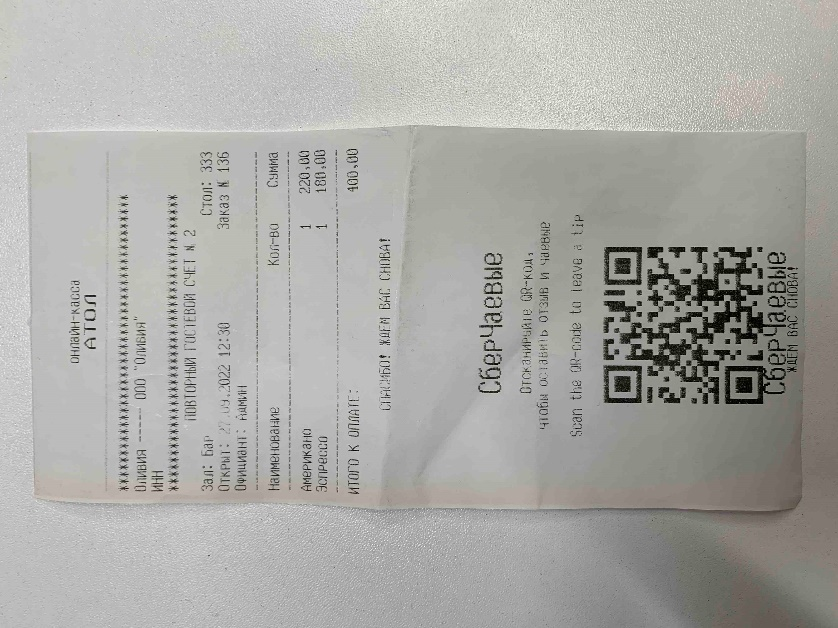 онлайн-касса
АТОЛ
************************************
Оливия ----- ООО "Оливия"
ИНН
************************************
ПОВТОРНЫЙ ГОСТЕВОЙ СЧЕТ № 2
Зал: Бар Стол: 333
Открыт: 27.09.2022 12:30 Заказ № 136
Официант: Админ
Наименование Кол-во Сумма
Американо 1 220,00
Эспрессо 1 180,00
ИТОГО К ОПЛАТЕ: 400,00
СПАСИБО! ЖДЕМ ВАС СНОВА!
СберЧаевые
Отсканируйте QR-код,
чтобы оставить отзыв и чаевые
Scan the QR-code to leave a tip
СберЧаевые
ЖДЕМ ВАС СНОВА!